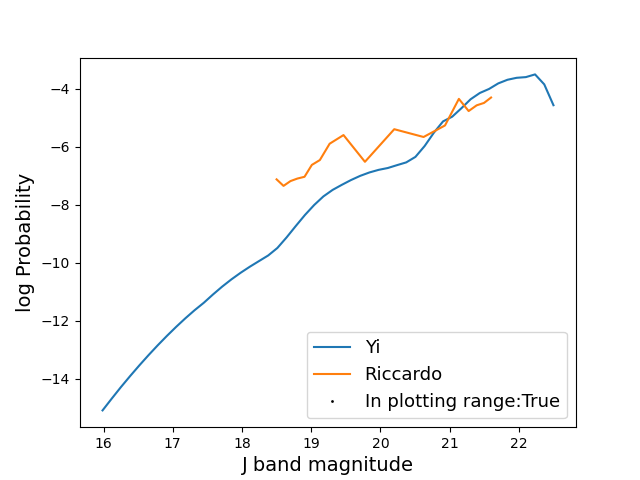 −4
−6
−8
−10
−12
−14
log Probability
Yi
Riccardo
In plotting range:True
16 17 18 19 20 21 22
J band magnitude